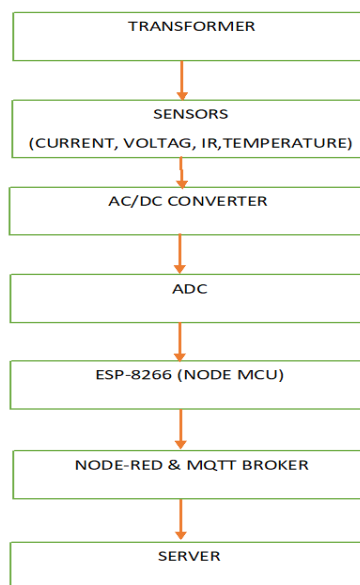 TRANSFORMER
SENSORS
(CURRENT, VOLTAG, IR,TEMPERATURE)
AC/DC CONVERTER
ADC
ESP-8266 (NODE MCU)
NODE-RED & MQTT BROKER
SERVER